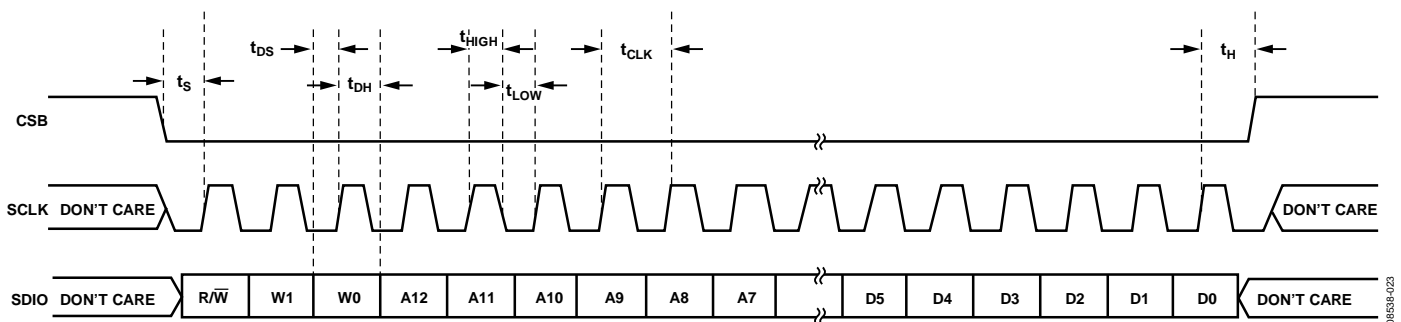 tDS
tHIGH
tCLK
tH
tS
tDH
tLOW
CSB
SCLK DON'T CARE
DON'T CARE
SDIO DON'T CARE R/W̅ W1 W0 A12 A11 A10 A9 A8 A7 D5 D4 D3 D2 D1 D0 DON'T CARE
08538-023